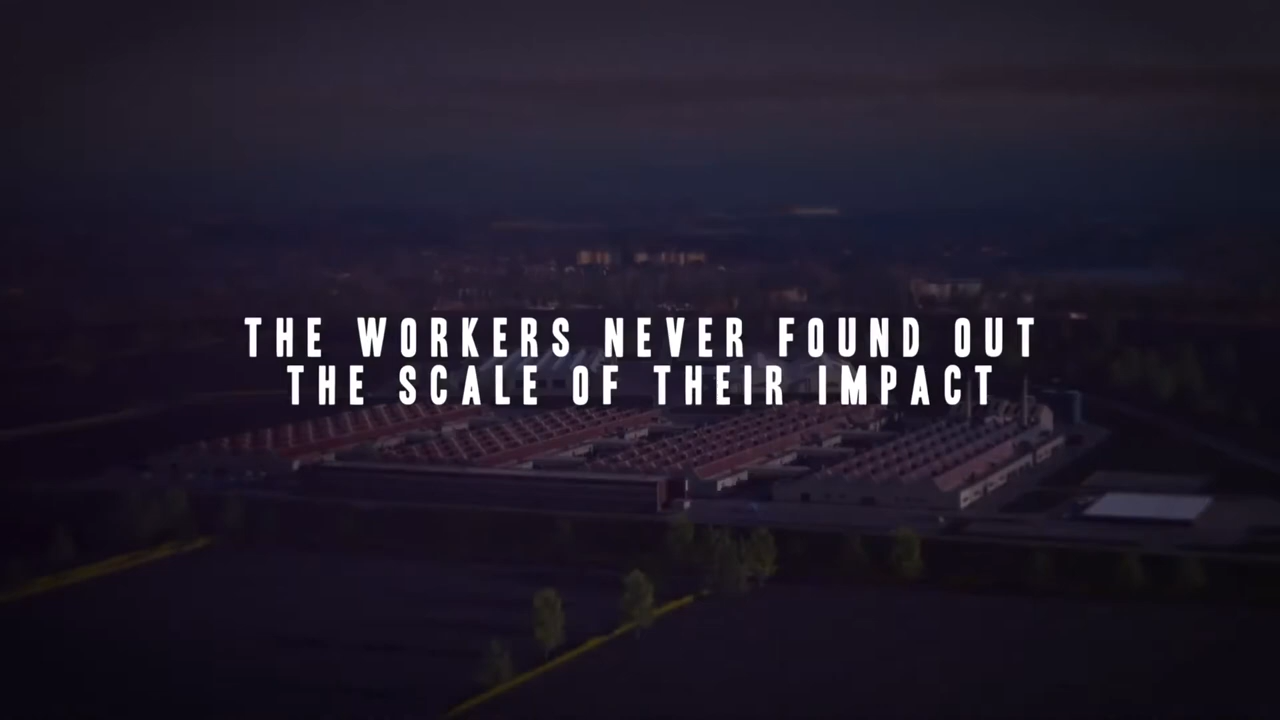 THE WORKERS NEVER FOUND OUT
THE SCALE OF THEIR IMPACT